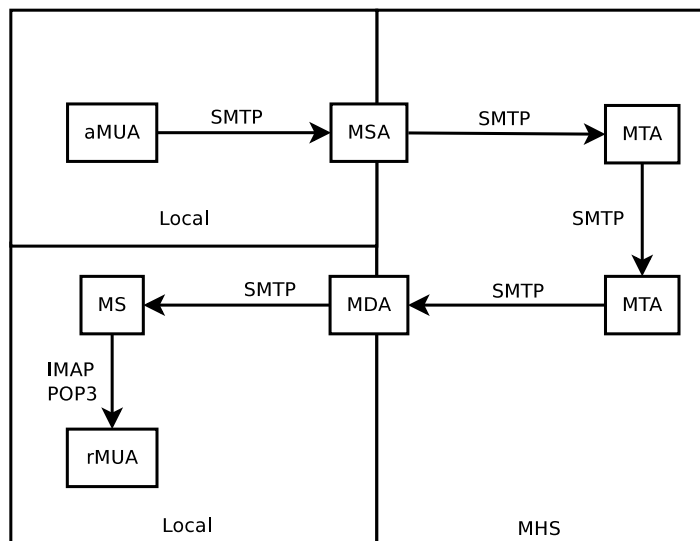 SMTP
SMTP
aMUA
MSA
MTA
Local
SMTP
MS
SMTP
MDA
SMTP
MTA
IMAP
POP3
rMUA
Local
MHS